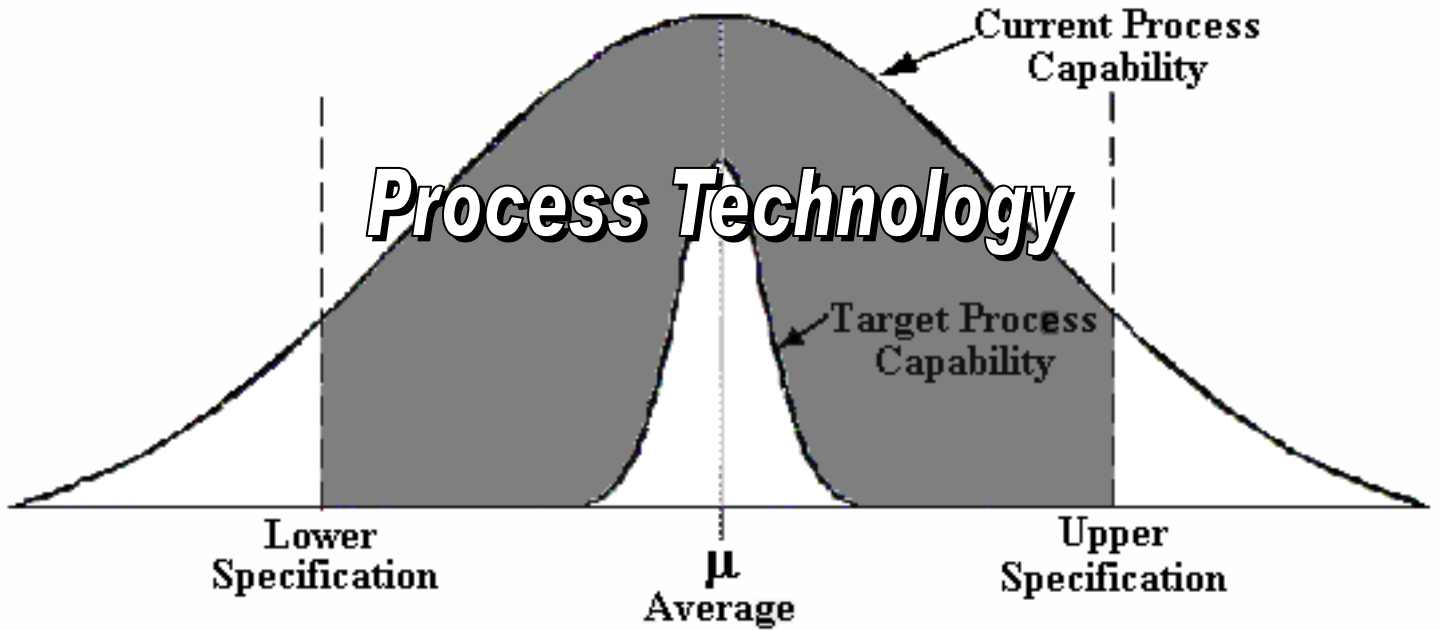 Current Process
Capability
Process Technology
Target Process
Capability
Lower
Specification
μ
Average
Upper
Specification